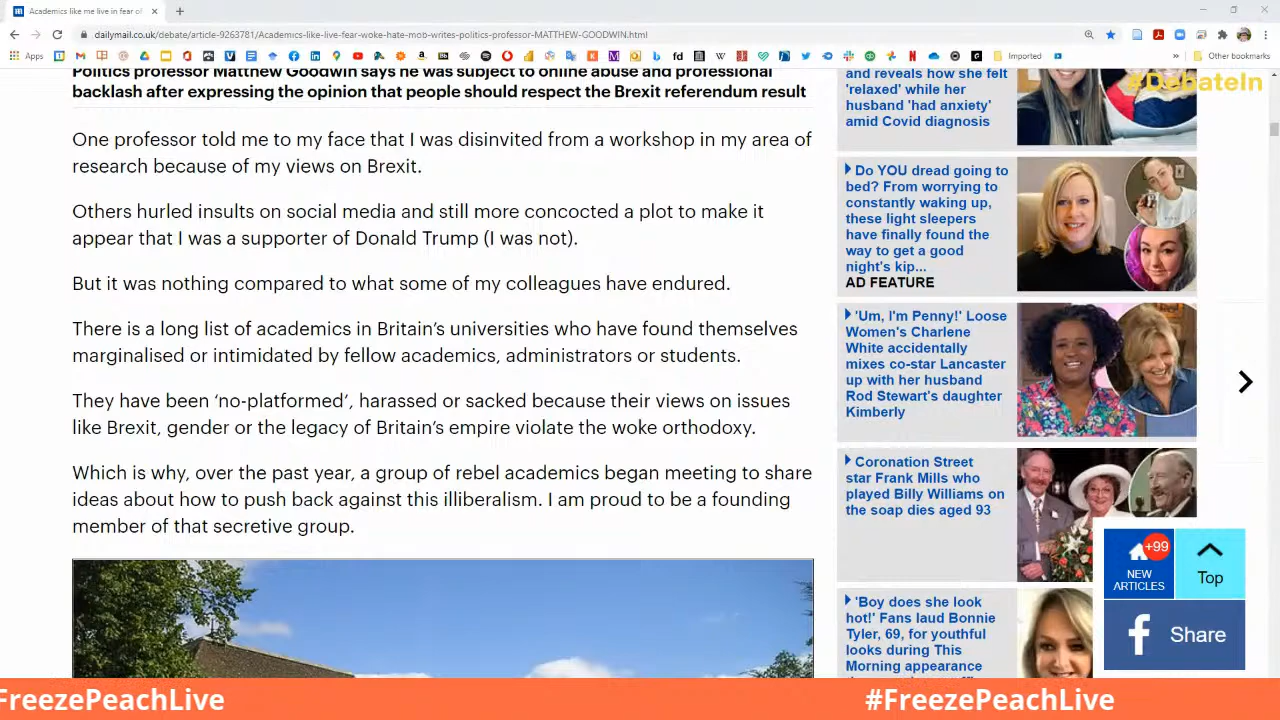 Academics like me live in fear of
dailymail.co.uk/debate/article-9263781/Academics-like-live-fear-woke-hate-mob-writes-politics-professor-MATTHEW-GOODWIN.html
Apps
Imported
Other bookmarks
Politics professor Matthew Goodwin says he was subject to online abuse and professional
backlash after expressing the opinion that people should respect the Brexit referendum result
One professor told me to my face that I was disinvited from a workshop in my area of
research because of my views on Brexit.
Others hurled insults on social media and still more concocted a plot to make it
appear that I was a supporter of Donald Trump (I was not).
But it was nothing compared to what some of my colleagues have endured.
There is a long list of academics in Britain’s universities who have found themselves
marginalised or intimidated by fellow academics, administrators or students.
They have been ‘no-platformed’, harassed or sacked because their views on issues
like Brexit, gender or the legacy of Britain’s empire violate the woke orthodoxy.
Which is why, over the past year, a group of rebel academics began meeting to share
ideas about how to push back against this illiberalism. I am proud to be a founding
member of that secretive group.
#DebateIn
and reveals how she felt
'relaxed' while her
husband 'had anxiety'
amid Covid diagnosis
Do YOU dread going to
bed? From worrying to
constantly waking up,
these light sleepers
have finally found the
way to get a good
night's kip...
AD FEATURE
'Um, I'm Penny!' Loose
Women's Charlene
White accidentally
mixes co-star Lancaster
up with her husband
Rod Stewart's daughter
Kimberly
Coronation Street
star Frank Mills who
played Billy Williams on
the soap dies aged 93
'Boy does she look
hot!' Fans laud Bonnie
Tyler, 69, for youthful
looks during This
Morning appearance
+99
NEW
ARTICLES
Top
Share
FreezePeachLive
#FreezePeachLive